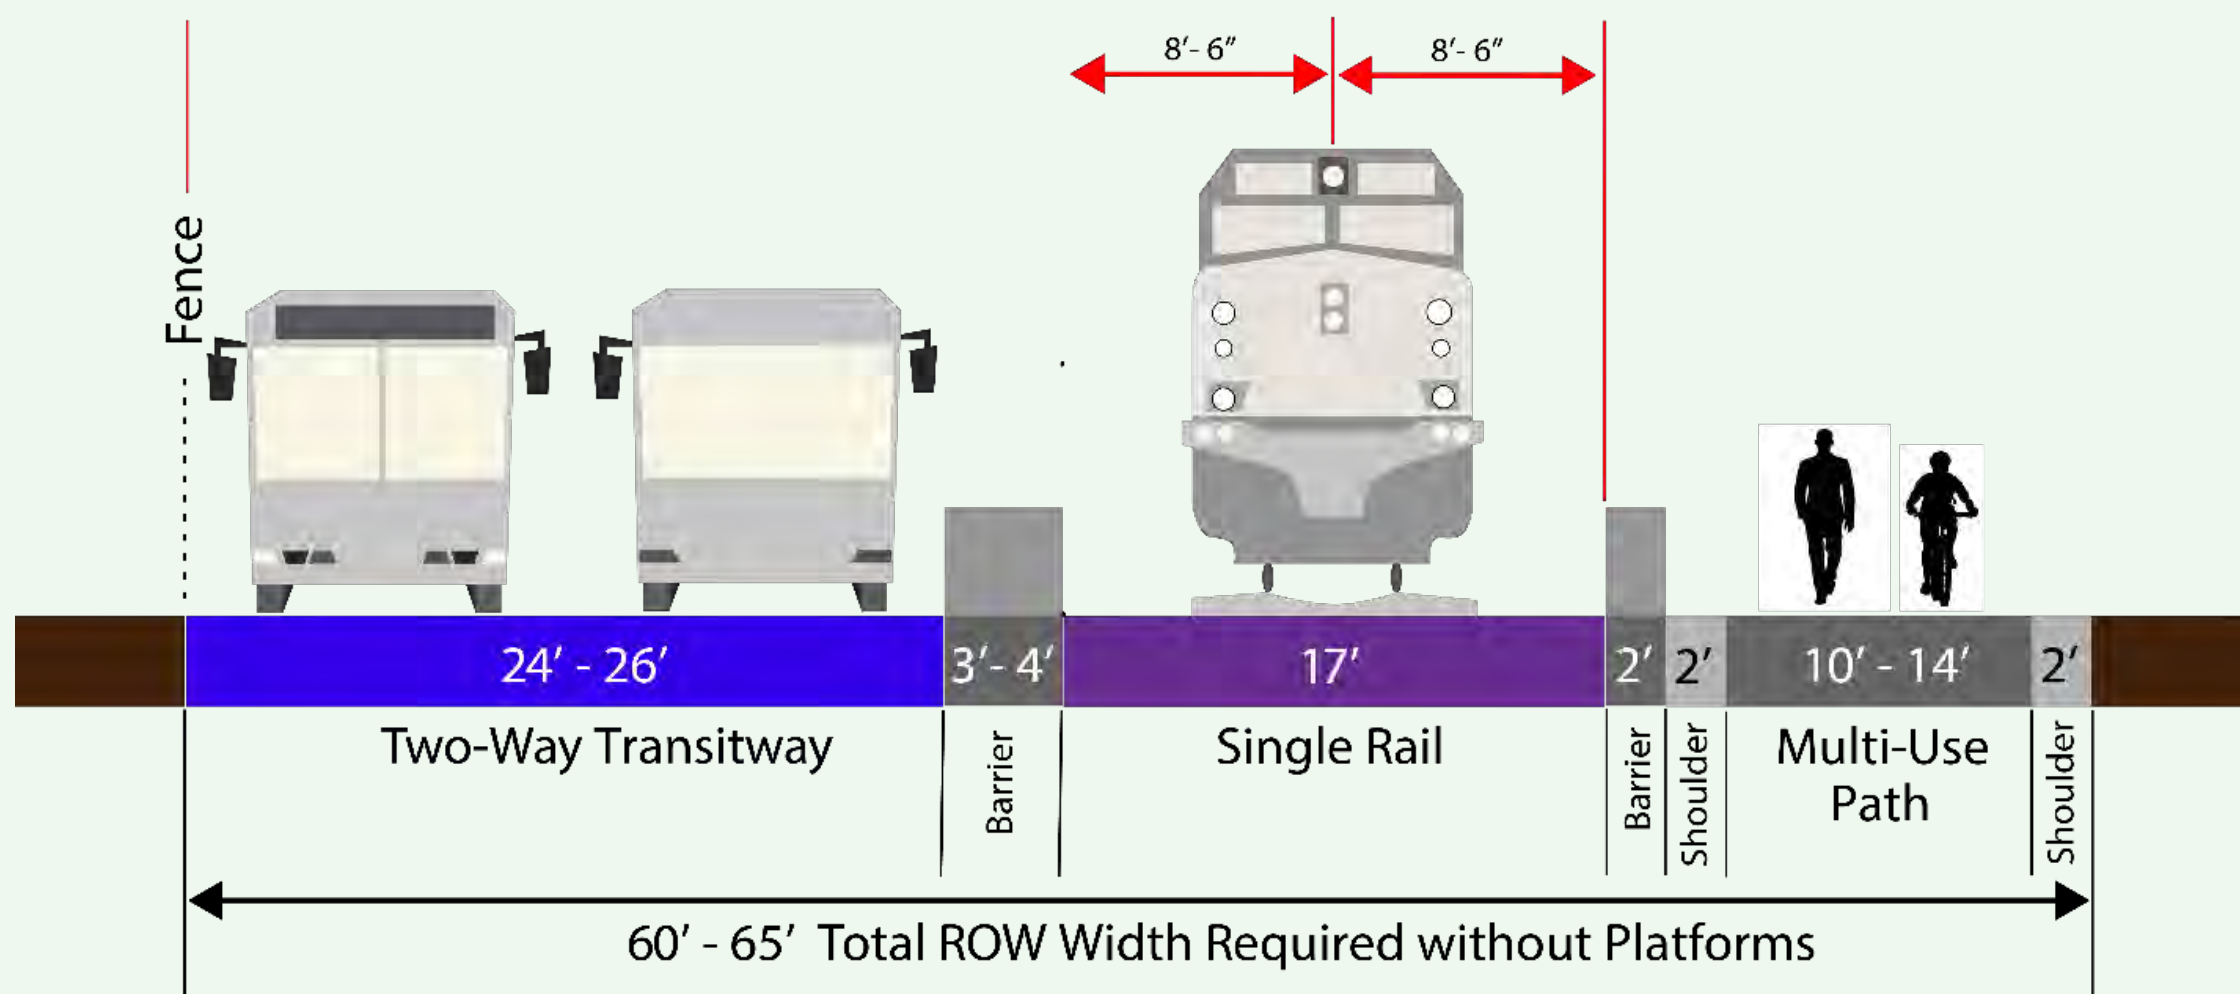 8′- 6″
8′- 6″
Fence
24′ - 26′
3′- 4′
17′
2′
2′
10′ - 14′
2′
Two-Way Transitway
Barrier
Single Rail
Barrier
Shoulder
Multi-Use
Path
Shoulder
60′ - 65′ Total ROW Width Required without Platforms